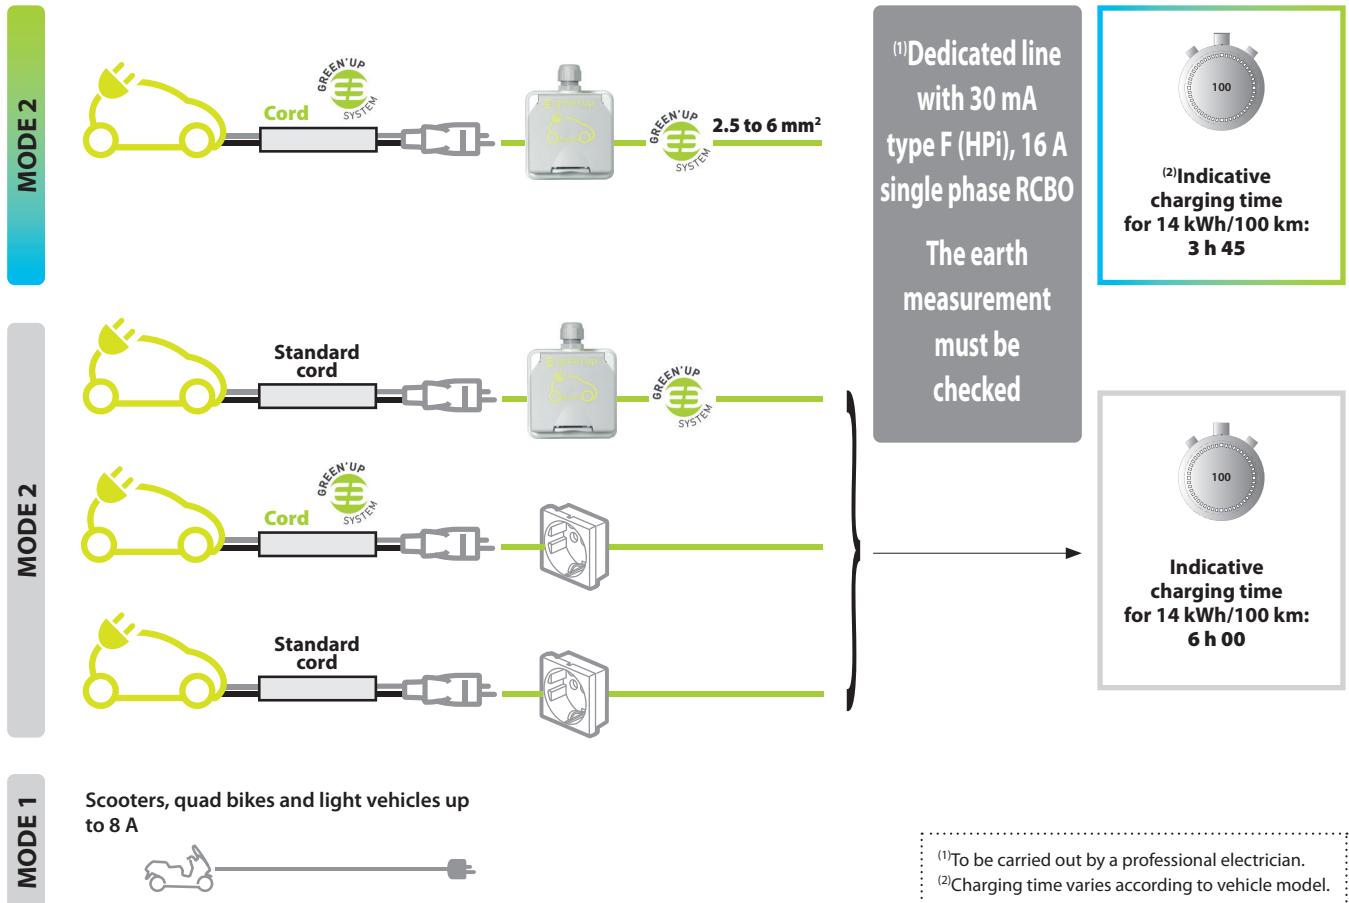 MODE 2
GREEN'UP
SYSTEM
Cord
GREEN'UP
SYSTEM
2.5 to 6 mm²
(1)Dedicated line
with 30 mA
type F (HPi), 16 A
single phase RCBO
The earth
measurement
must be
checked
100
(2)Indicative
charging time
for 14 kWh/100 km:
3 h 45
MODE 2
Standard
cord
GREEN'UP
SYSTEM
GREEN'UP
SYSTEM
Cord
Standard
cord
100
Indicative
charging time
for 14 kWh/100 km:
6 h 00
MODE 1
Scooters, quad bikes and light vehicles up
to 8 A
(1)To be carried out by a professional electrician.
(2)Charging time varies according to vehicle model.